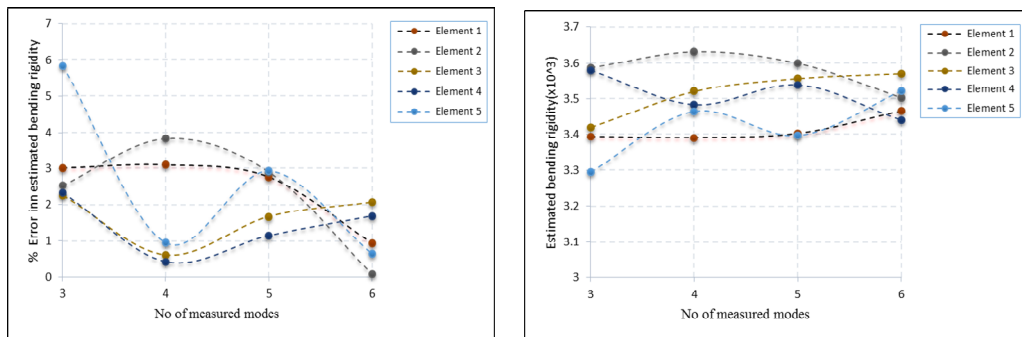 7
6
5
4
3
2
1
0
% Error inn estimated bending rigidity
3 4 5 6
No of measured modes
Element 1
Element 2
Element 3
Element 4
Element 5
3.7
3.6
3.5
3.4
3.3
3.2
3.1
3
Estimated bending rigidity(x10^3)
3 4 5 6
No of measured modes
Element 1
Element 2
Element 3
Element 4
Element 5